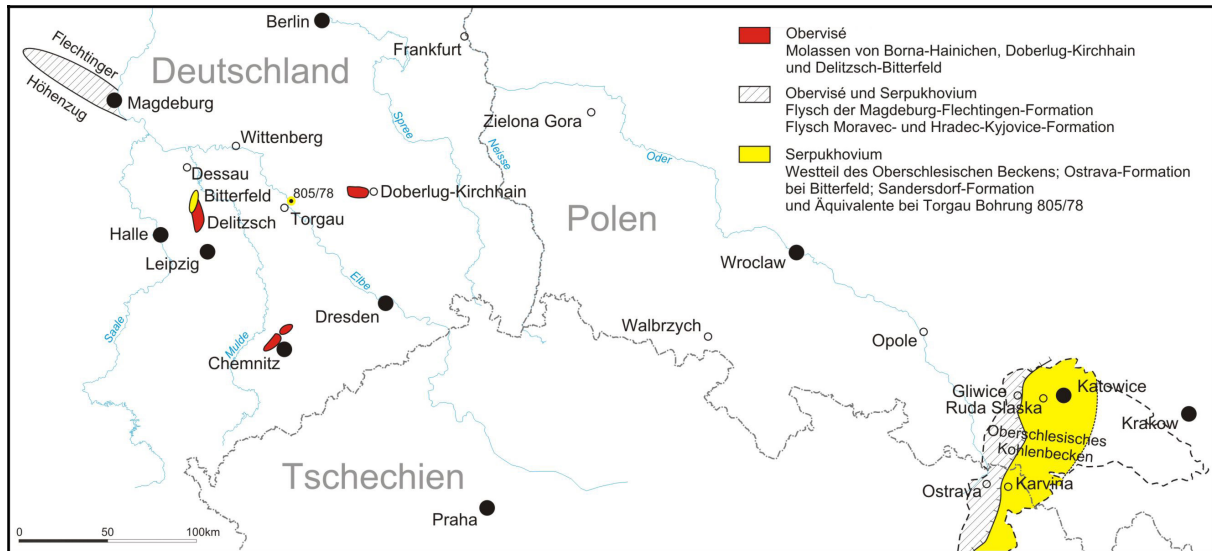 Berlin
Frankfurt
Flechtinger
Höhenzug
Deutschland
Magdeburg
Spree
Zielona Gora
Wittenberg
Neisse
Oder
Dessau
Bitterfeld
805/78
Doberlug-Kirchhain
Delitzsch
Torgau
Polen
Halle
Leipzig
Wroclaw
Elbe
Dresden
Saale
Mulde
Walbrzych
Opole
Chemnitz
Gliwice
Katowice
Ruda Slaska
Krakow
Oberschlesisches
Kohlenbecken
Tschechien
Ostrava
Karvina
Praha
0 50 100km
Obervisé
Molassen von Borna-Hainichen, Doberlug-Kirchhain
und Delitzsch-Bitterfeld
Obervisé und Serpukhovium
Flysch der Magdeburg-Flechtingen-Formation
Flysch Moravec- und Hradec-Kyjovice-Formation
Serpukhovium
Westteil des Oberschlesischen Beckens; Ostrava-Formation
bei Bitterfeld; Sandersdorf-Formation
und Äquivalente bei Torgau Bohrung 805/78